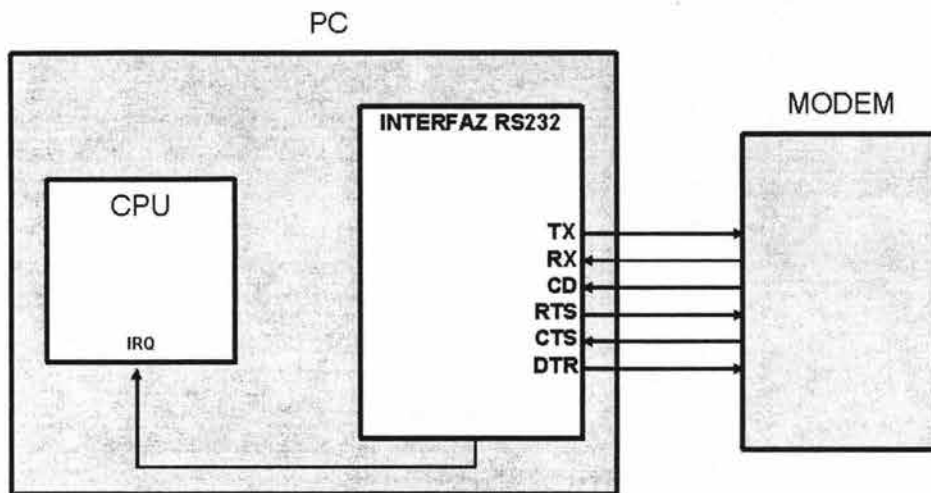 PC
MODEM
INTERFAZ RS232
CPU
TX
RX
CD
RTS
CTS
DTR
IRQ